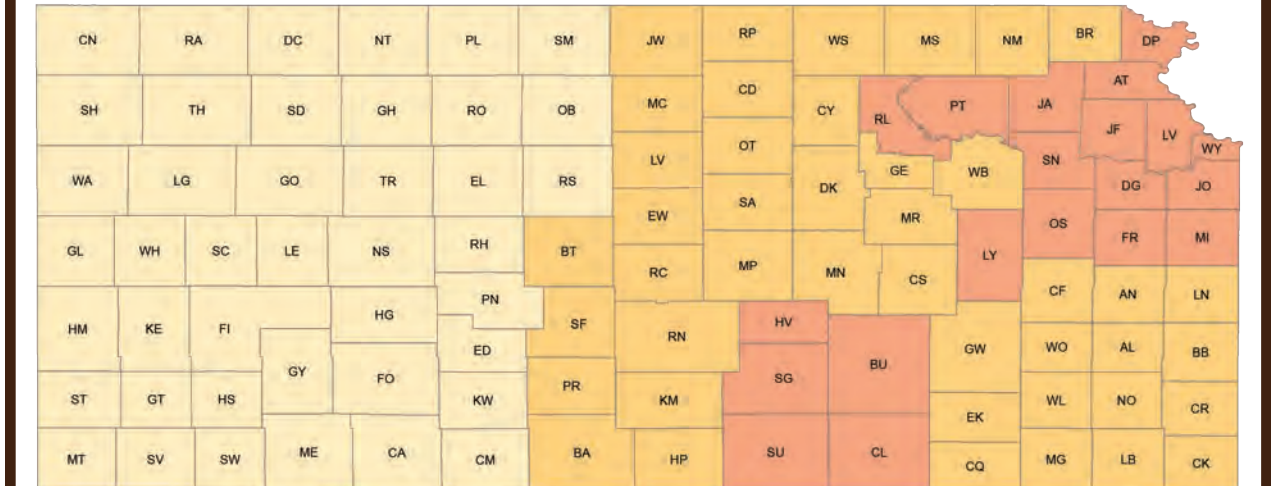 CN RA DC NT PL SM JW RP WS MS NM BR DP
SH TH SD GH RO OB MC CD CY RL PT JA AT
JF LV WY
WA LG GO TR EL RS LV OT DK GE WB SN DG JO
EW SA MR
GL WH SC LE NS RH BT RC MP MN CS LY OS FR MI
PN
HM KE FI HG SF RN HV GW CF AN LN
ED WO AL BB
GY FO PR SG BU
ST GT HS KW KM EK WL NO CR
MT SV SW ME CA CM BA HP SU CL CQ MG LB CK